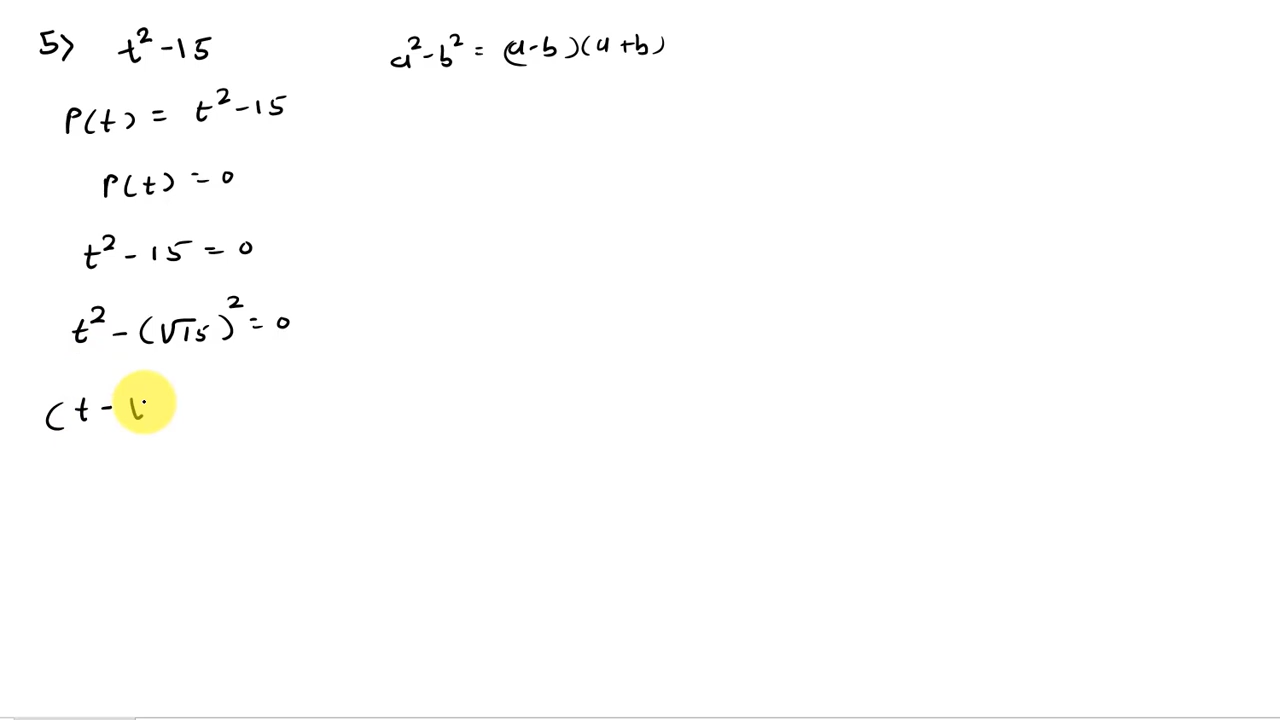 5> t² - 15
a² - b² = (a - b)(a + b)
P(t) = t² - 15
P(t) = 0
t² - 15 = 0
t² - (√15)² = 0
(t -